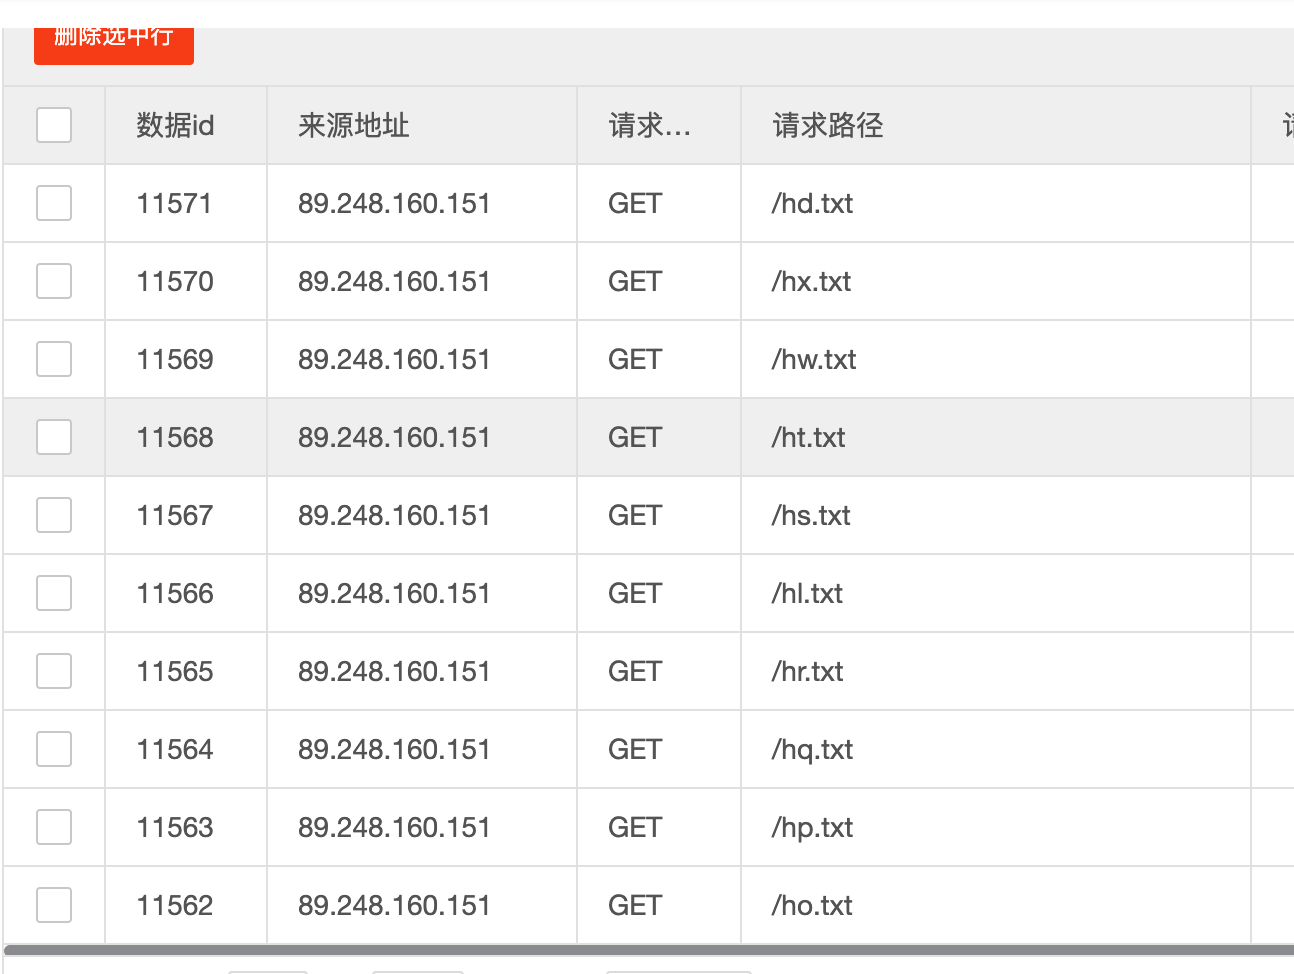 删除选中行
数据id 来源地址 请求... 请求路径
11571 89.248.160.151 GET /hd.txt
11570 89.248.160.151 GET /hx.txt
11569 89.248.160.151 GET /hw.txt
11568 89.248.160.151 GET /ht.txt
11567 89.248.160.151 GET /hs.txt
11566 89.248.160.151 GET /hl.txt
11565 89.248.160.151 GET /hr.txt
11564 89.248.160.151 GET /hq.txt
11563 89.248.160.151 GET /hp.txt
11562 89.248.160.151 GET /ho.txt